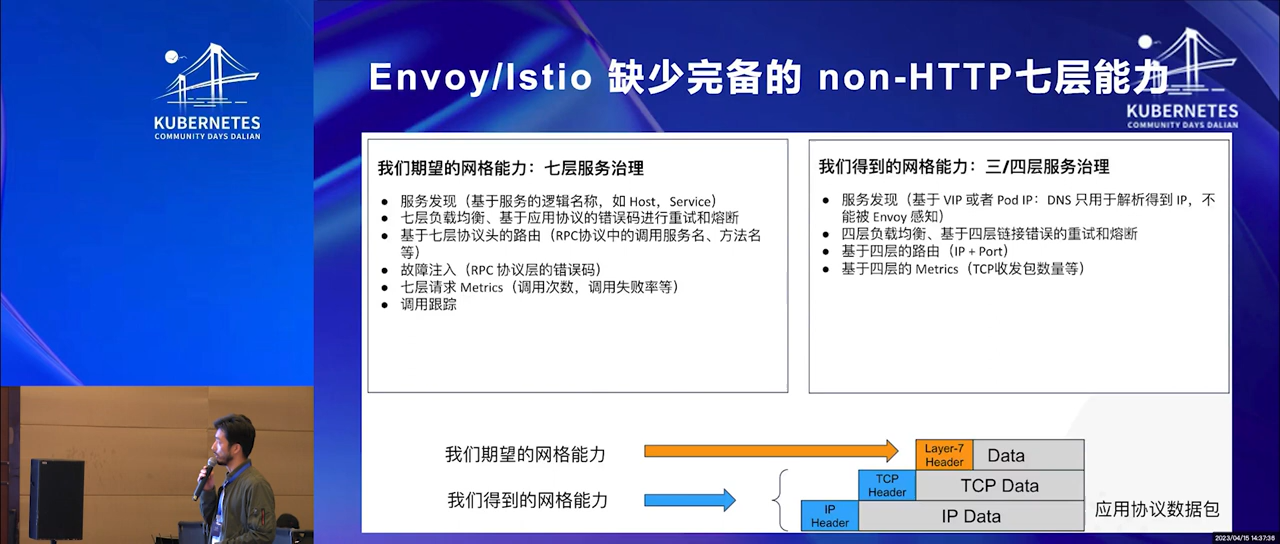 KUBERNETES
COMMUNITY DAYS DALIAN
Envoy/Istio 缺少完备的 non-HTTP七层能力
KUBERNETES
COMMUNITY DAYS DALIAN
我们期望的网格能力：七层服务治理
● 服务发现（基于服务的逻辑名称，如 Host，Service）
● 七层负载均衡、基于应用协议的错误码进行重试和熔断
● 基于七层协议头的路由（RPC协议中的调用服务名、方法名
等）
● 故障注入（RPC 协议层的错误码）
● 七层请求 Metrics（调用次数，调用失败率等）
● 调用跟踪
我们得到的网格能力：三/四层服务治理
● 服务发现（基于 VIP 或者 Pod IP：DNS 只用于解析得到 IP，不
能被 Envoy 感知）
● 四层负载均衡、基于四层链接错误的重试和熔断
● 基于四层的路由（IP + Port）
● 基于四层的 Metrics（TCP收发包数量等）
我们期望的网格能力
Layer-7
Header
Data
我们得到的网格能力
TCP
Header
TCP Data
IP
Header
IP Data
应用协议数据包
2023/04/15 14:37:36